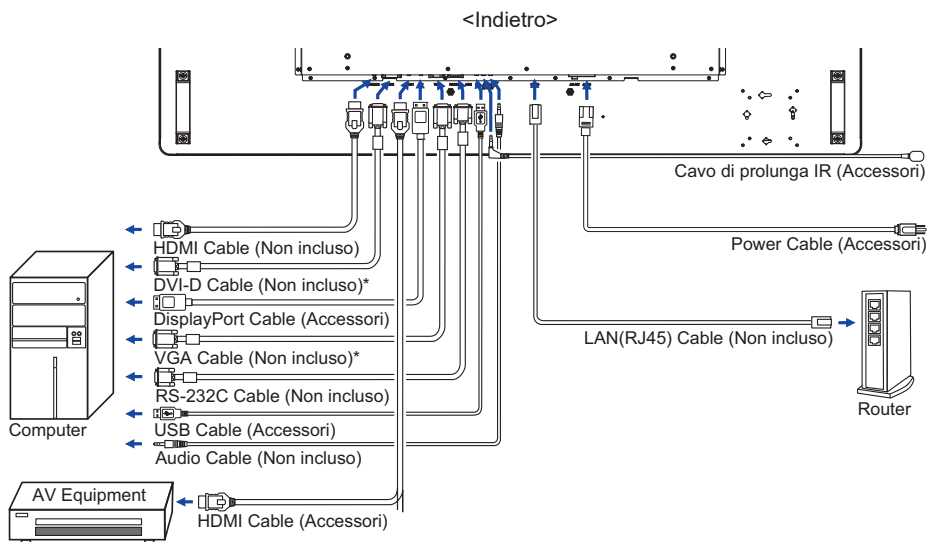 <Indietro>
Cavo di prolunga IR (Accessori)
Power Cable (Accessori)
HDMI Cable (Non incluso)
DVI-D Cable (Non incluso)*
DisplayPort Cable (Accessori)
LAN(RJ45) Cable (Non incluso)
VGA Cable (Non incluso)*
RS-232C Cable (Non incluso)
Router
Computer
USB Cable (Accessori)
Audio Cable (Non incluso)
AV Equipment
HDMI Cable (Accessori)